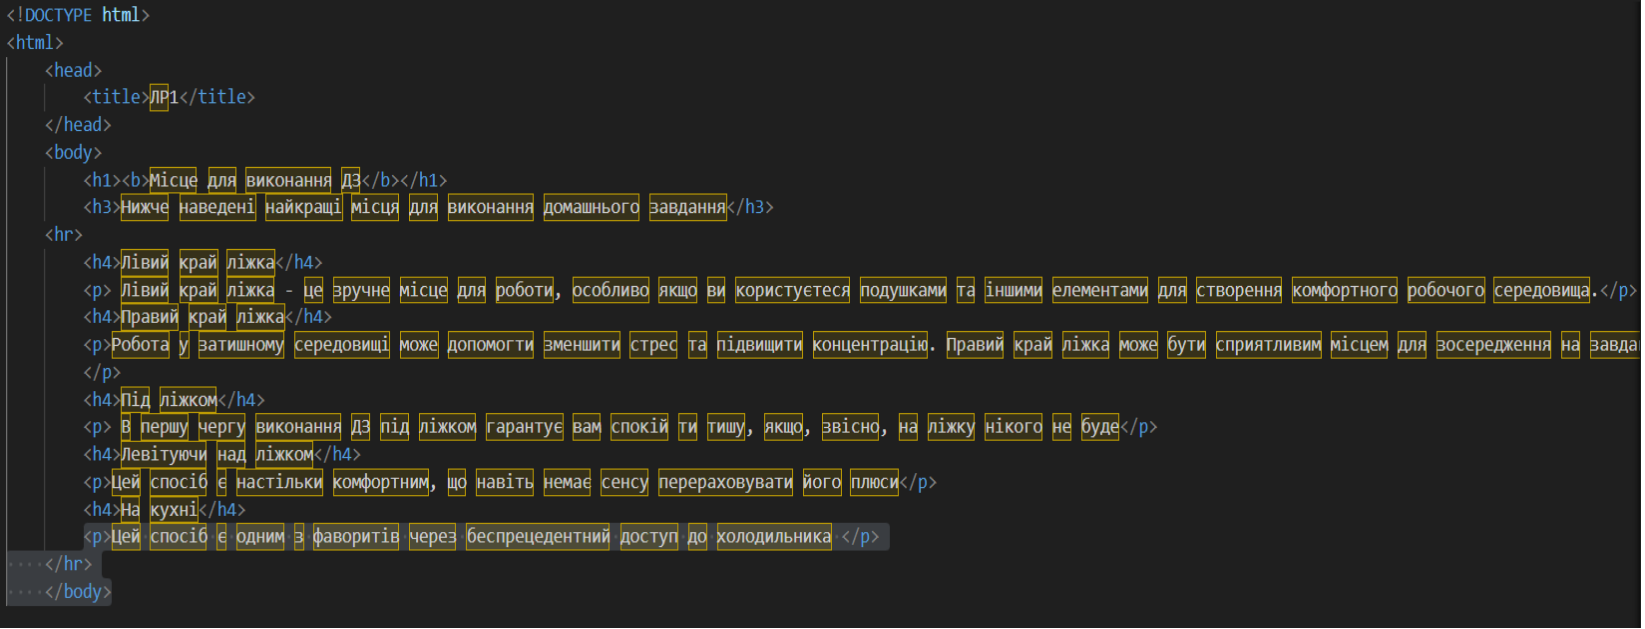 <!DOCTYPE html>
<html>
<head>
<title>ЛР1</title>
</head>
<body>
<h1><b>Місце для виконання ДЗ</b></h1>
<h3>Нижче наведені найкращі місця для виконання домашнього завдання</h3>
<hr>
<h4>Лівий край ліжка</h4>
<p> Лівий край ліжка - це зручне місце для роботи, особливо якщо ви користуєтеся подушками та іншими елементами для створення комфортного робочого середовища.</p>
<h4>Правий край ліжка</h4>
<p>Робота у затишному середовищі може допомогти зменшити стрес та підвищити концентрацію. Правий край ліжка може бути сприятливим місцем для зосередження на
</p>
<h4>Під ліжком</h4>
<p> В першу чергу виконання ДЗ під ліжком гарантує вам спокій ти тишу, якщо, звісно, на ліжку нікого не буде</p>
<h4>Левітуючи над ліжком</h4>
<p>Цей спосіб є настільки комфортним, що навіть немає сенсу перераховувати його плюси</p>
<h4>На кухні</h4>
<p>Цей спосіб є одним з фаворитів через беспрецедентний доступ до холодильника </p>
</hr>
</body>